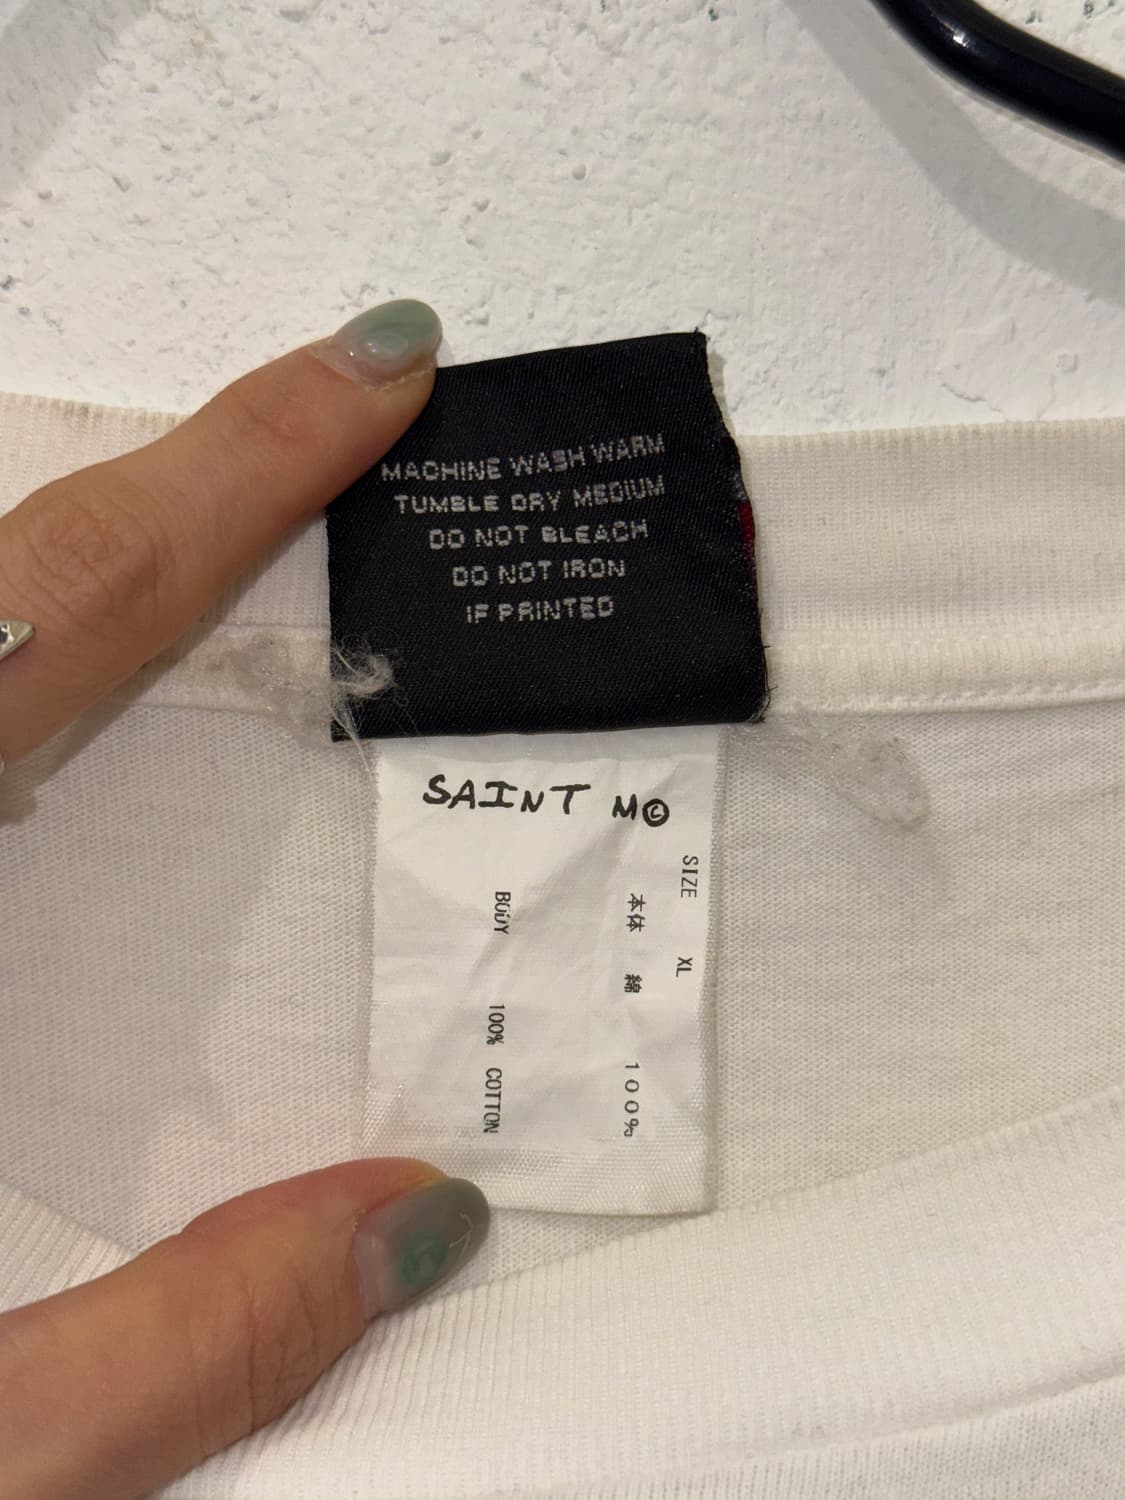 MACHINE WASH WARM
TUMBLE DRY MEDIUM
DO NOT BLEACH
DO NOT IRON
IF PRINTED
SAINT M©
SIZE XL
本体 綿 100%
BODY 100% COTTON